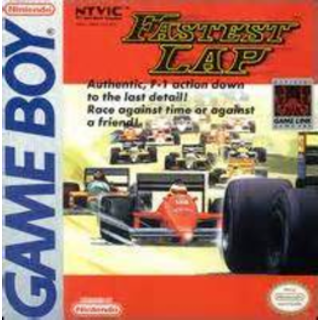 Nintendo
GAME BOY
NTVIC
FASTEST
LAP
Authentic, F-1 action down
to the last detail!
Race against time or against
a friend!
GAME LINK
Nintendo
Nintendo